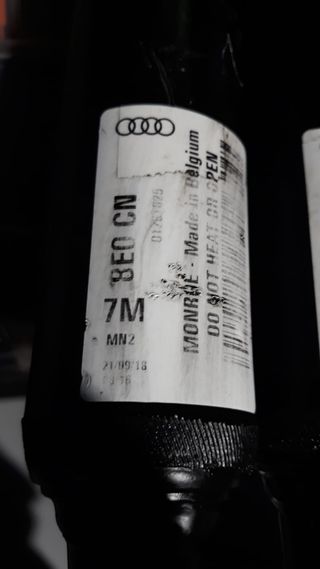 8E0 CN
7M
MN2
21/09/18
MONROE - Made in Belgium
DO NOT HEAT OR OPEN